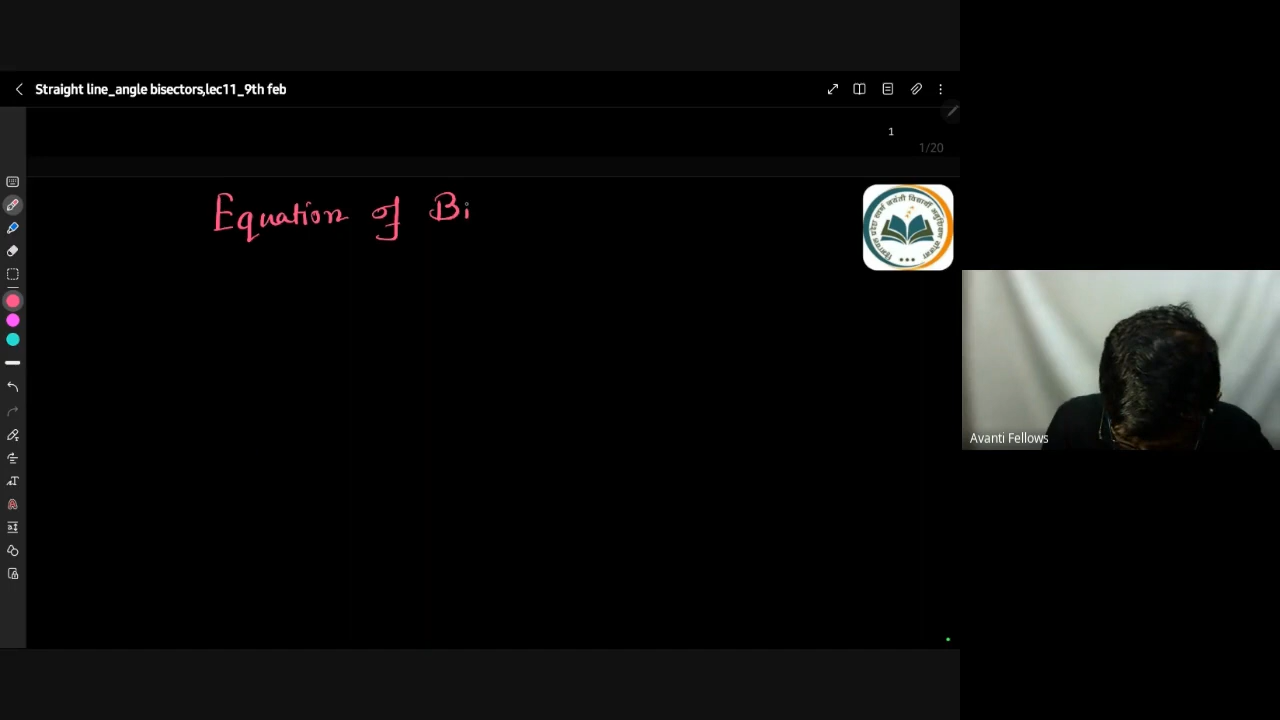 Straight line_angle bisectors,lec11_9th feb
1
1/20
Equation of Bi
Avanti Fellows